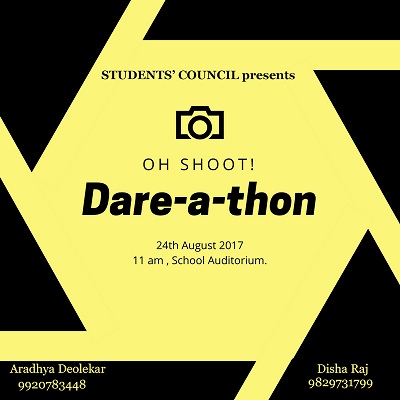 STUDENTS' COUNCIL presents
OH SHOOT!
Dare-a-thon
24th August 2017
11 am , School Auditorium.
Aradhya Deolekar
9920783448
Disha Raj
9829731799